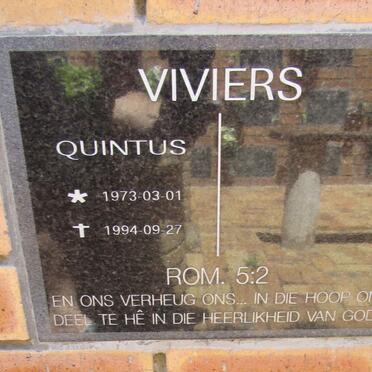 VIVIERS
QUINTUS
* 1973-03-01
✝ 1994-09-27
ROM. 5:2
EN ONS VERHEUG ONS... IN DIE HOOP OM
DEEL TE HÊ IN DIE HEERLIKHEID VAN GOD